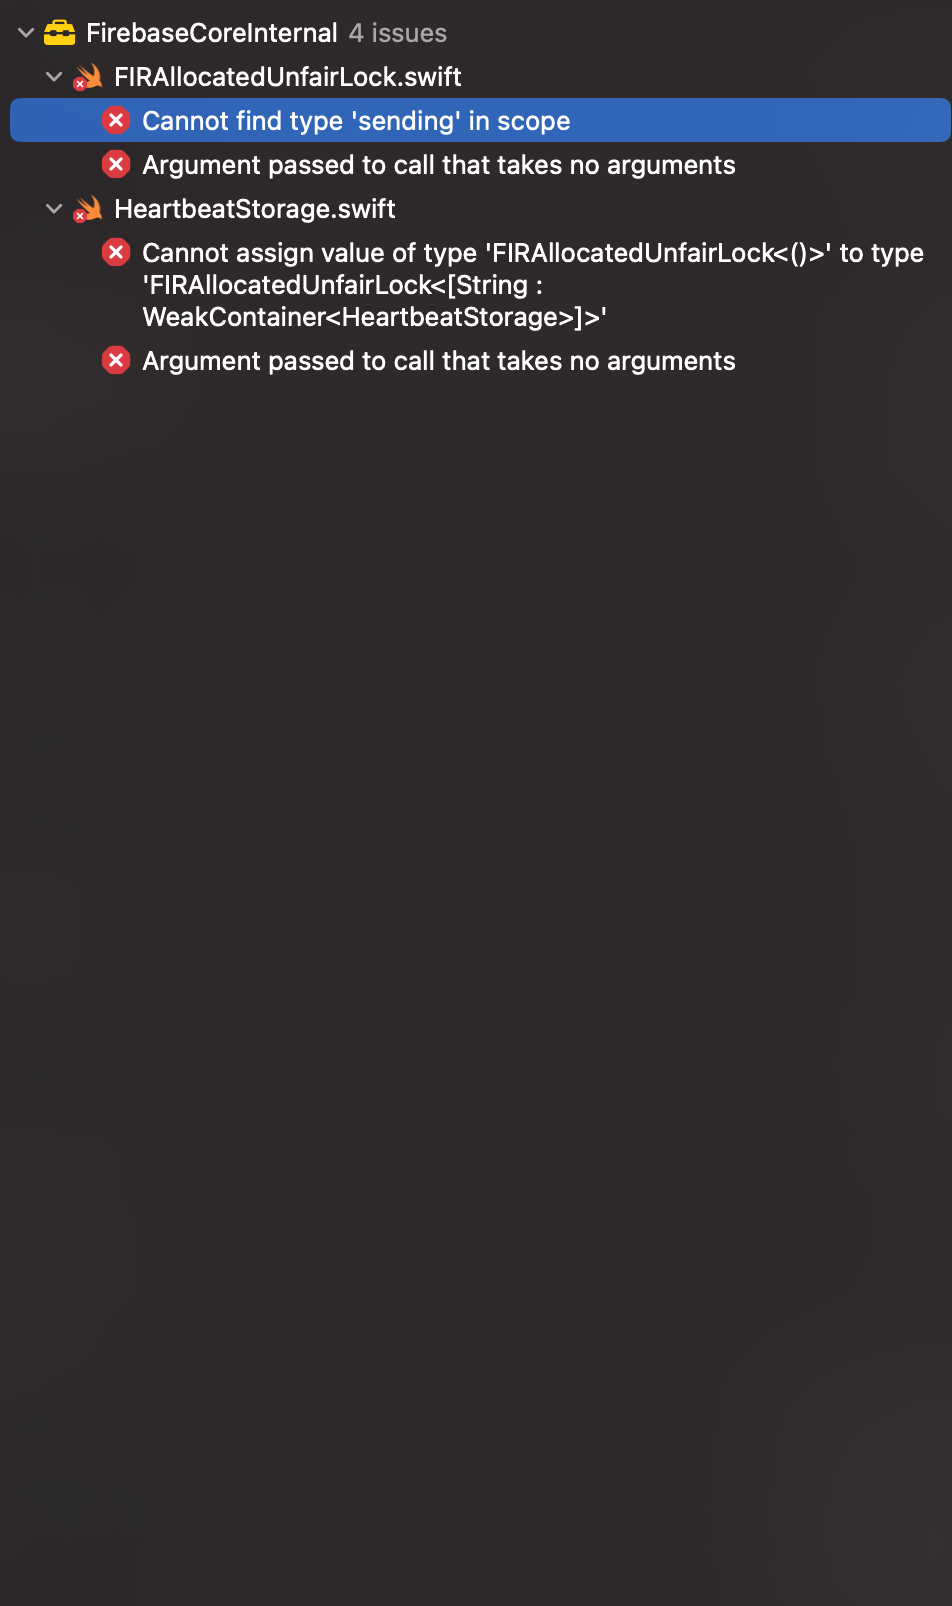 FirebaseCoreInternal 4 issues
FIRAllocatedUnfairLock.swift
Cannot find type 'sending' in scope
Argument passed to call that takes no arguments
HeartbeatStorage.swift
Cannot assign value of type 'FIRAllocatedUnfairLock<()>' to type
'FIRAllocatedUnfairLock<[String :
WeakContainer<HeartbeatStorage>]>'
Argument passed to call that takes no arguments